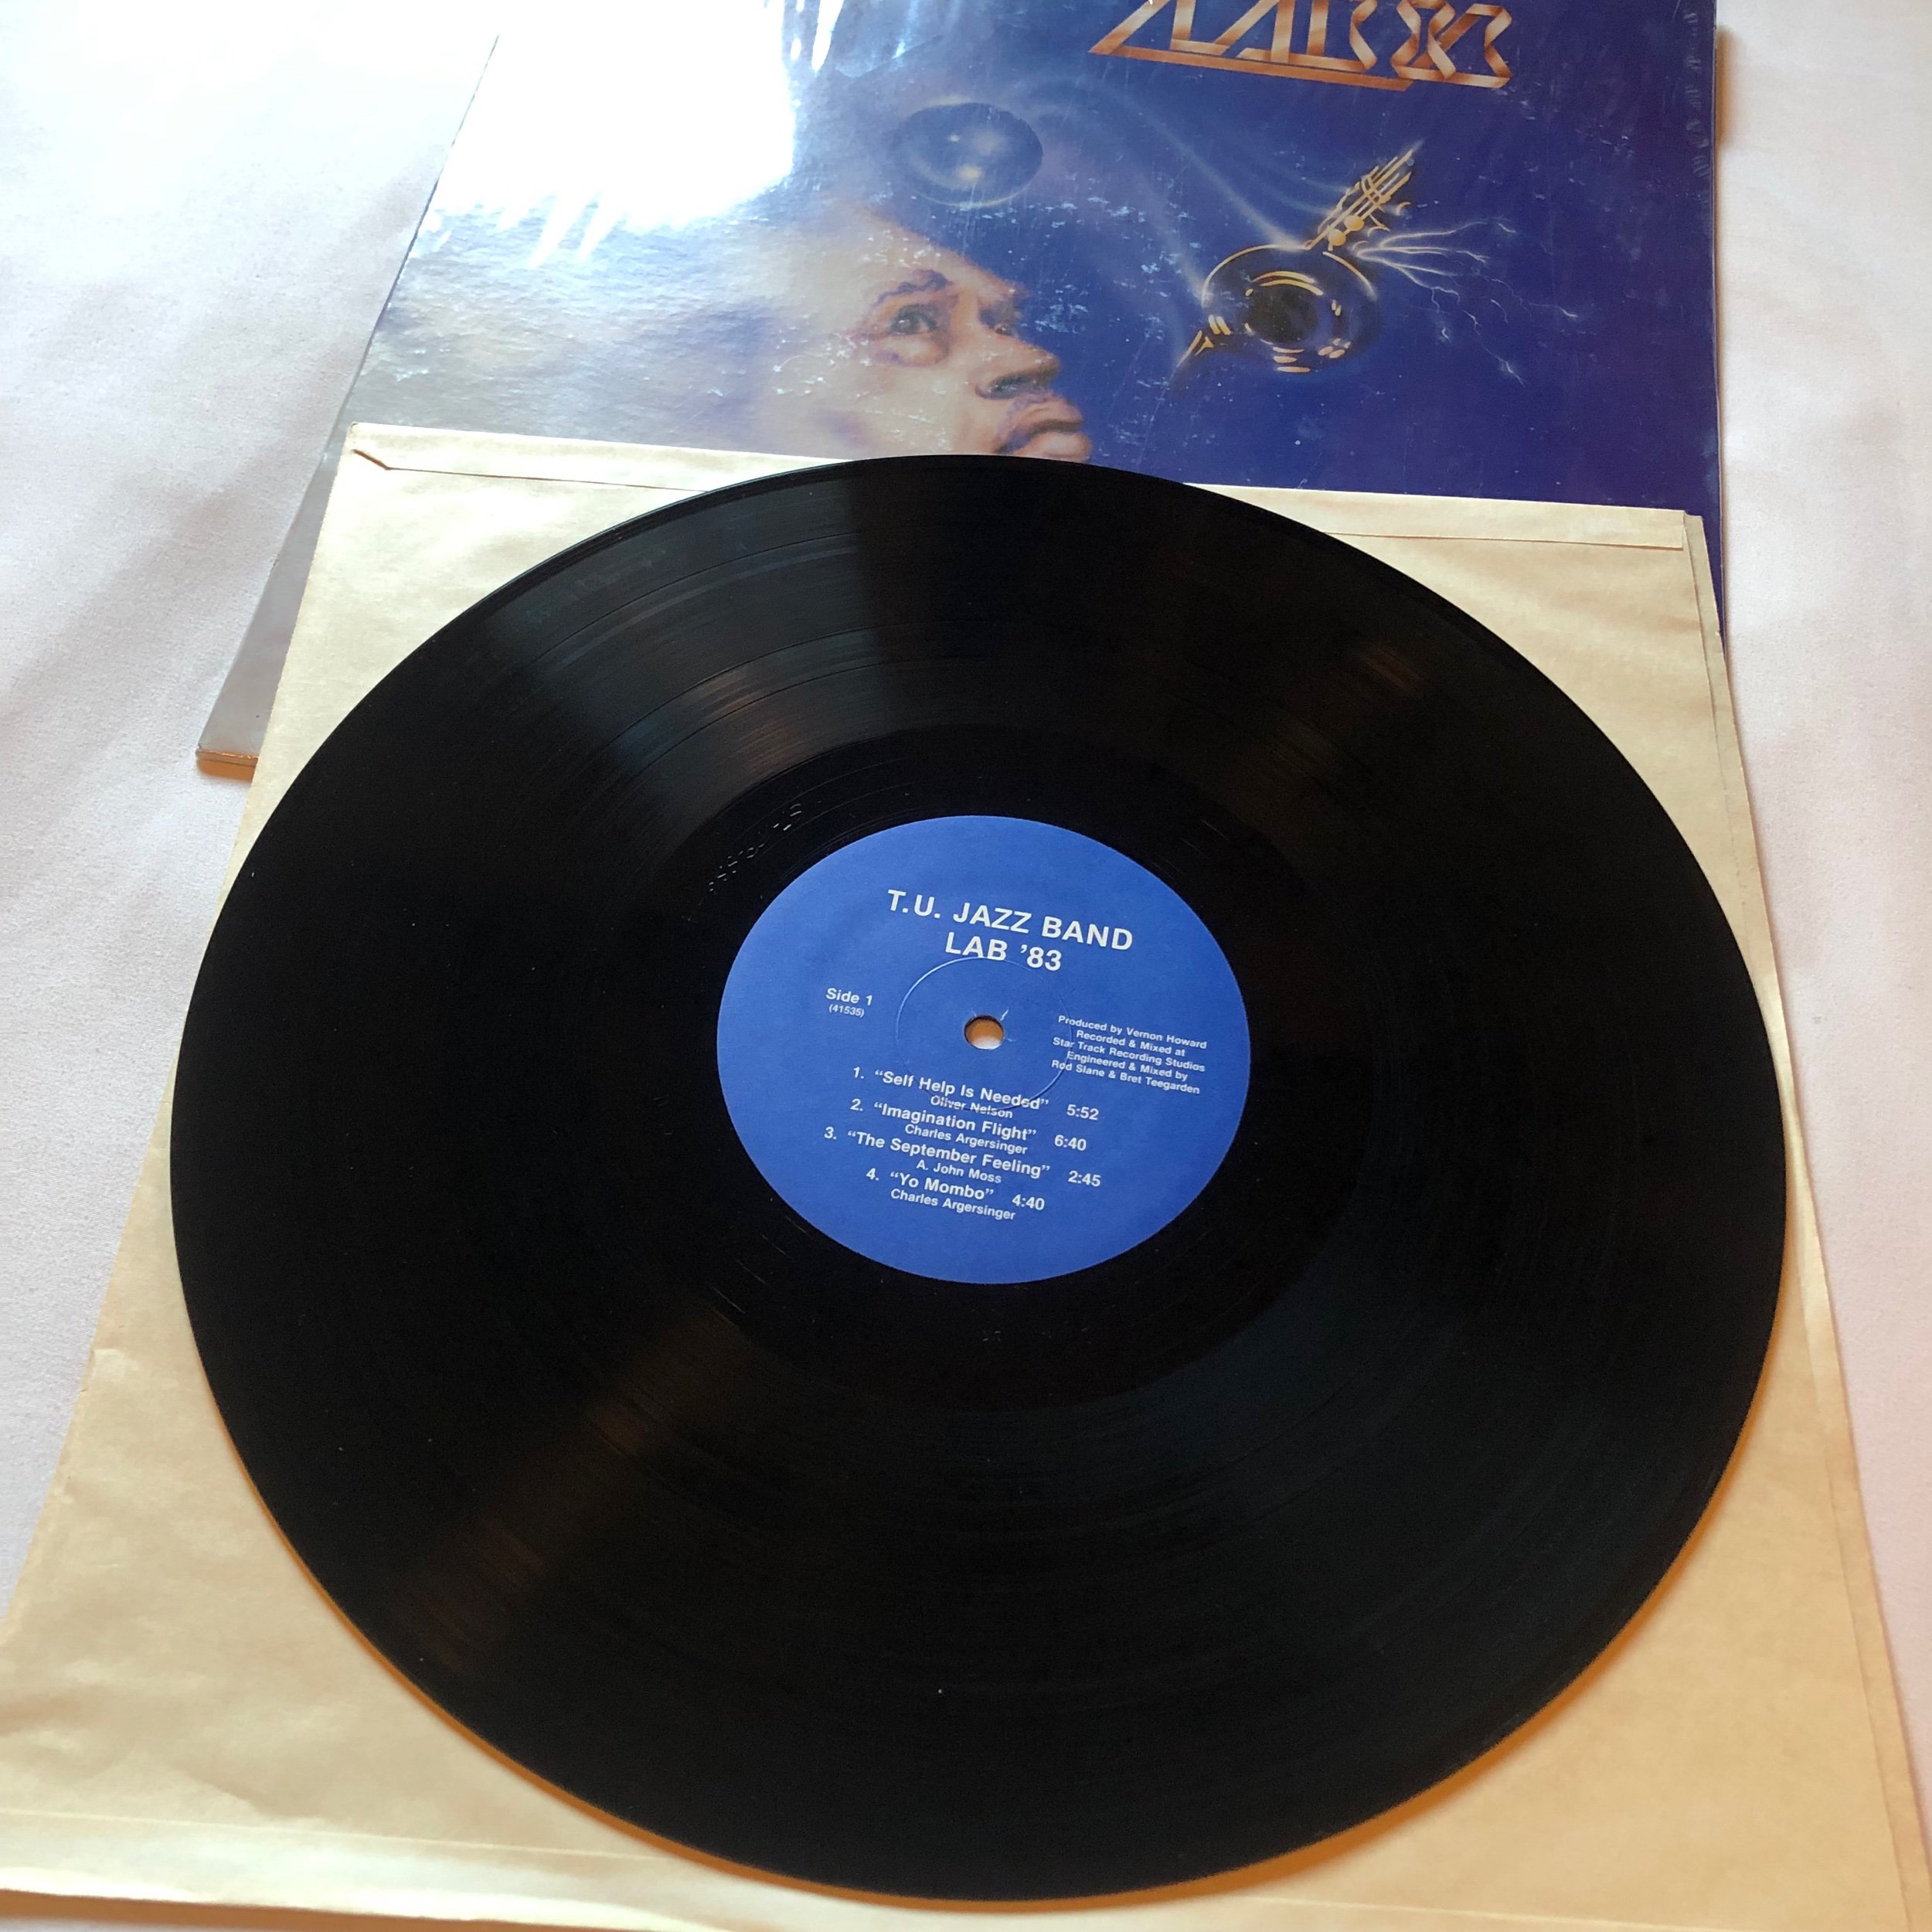 T.U. JAZZ BAND
LAB '83
Side 1
(41535)
Produced by Vernon Howard
Recorded & Mixed at
Star Track Recording Studios
Engineered & Mixed by
Rod Slane & Bret Teegarden
1. “Self Help Is Needed” 5:52
Oliver Nelson
2. “Imagination Flight” 6:40
Charles Argersinger
3. “The September Feeling” 2:45
A. John Moss
4. “Yo Mombo” 4:40
Charles Argersinger